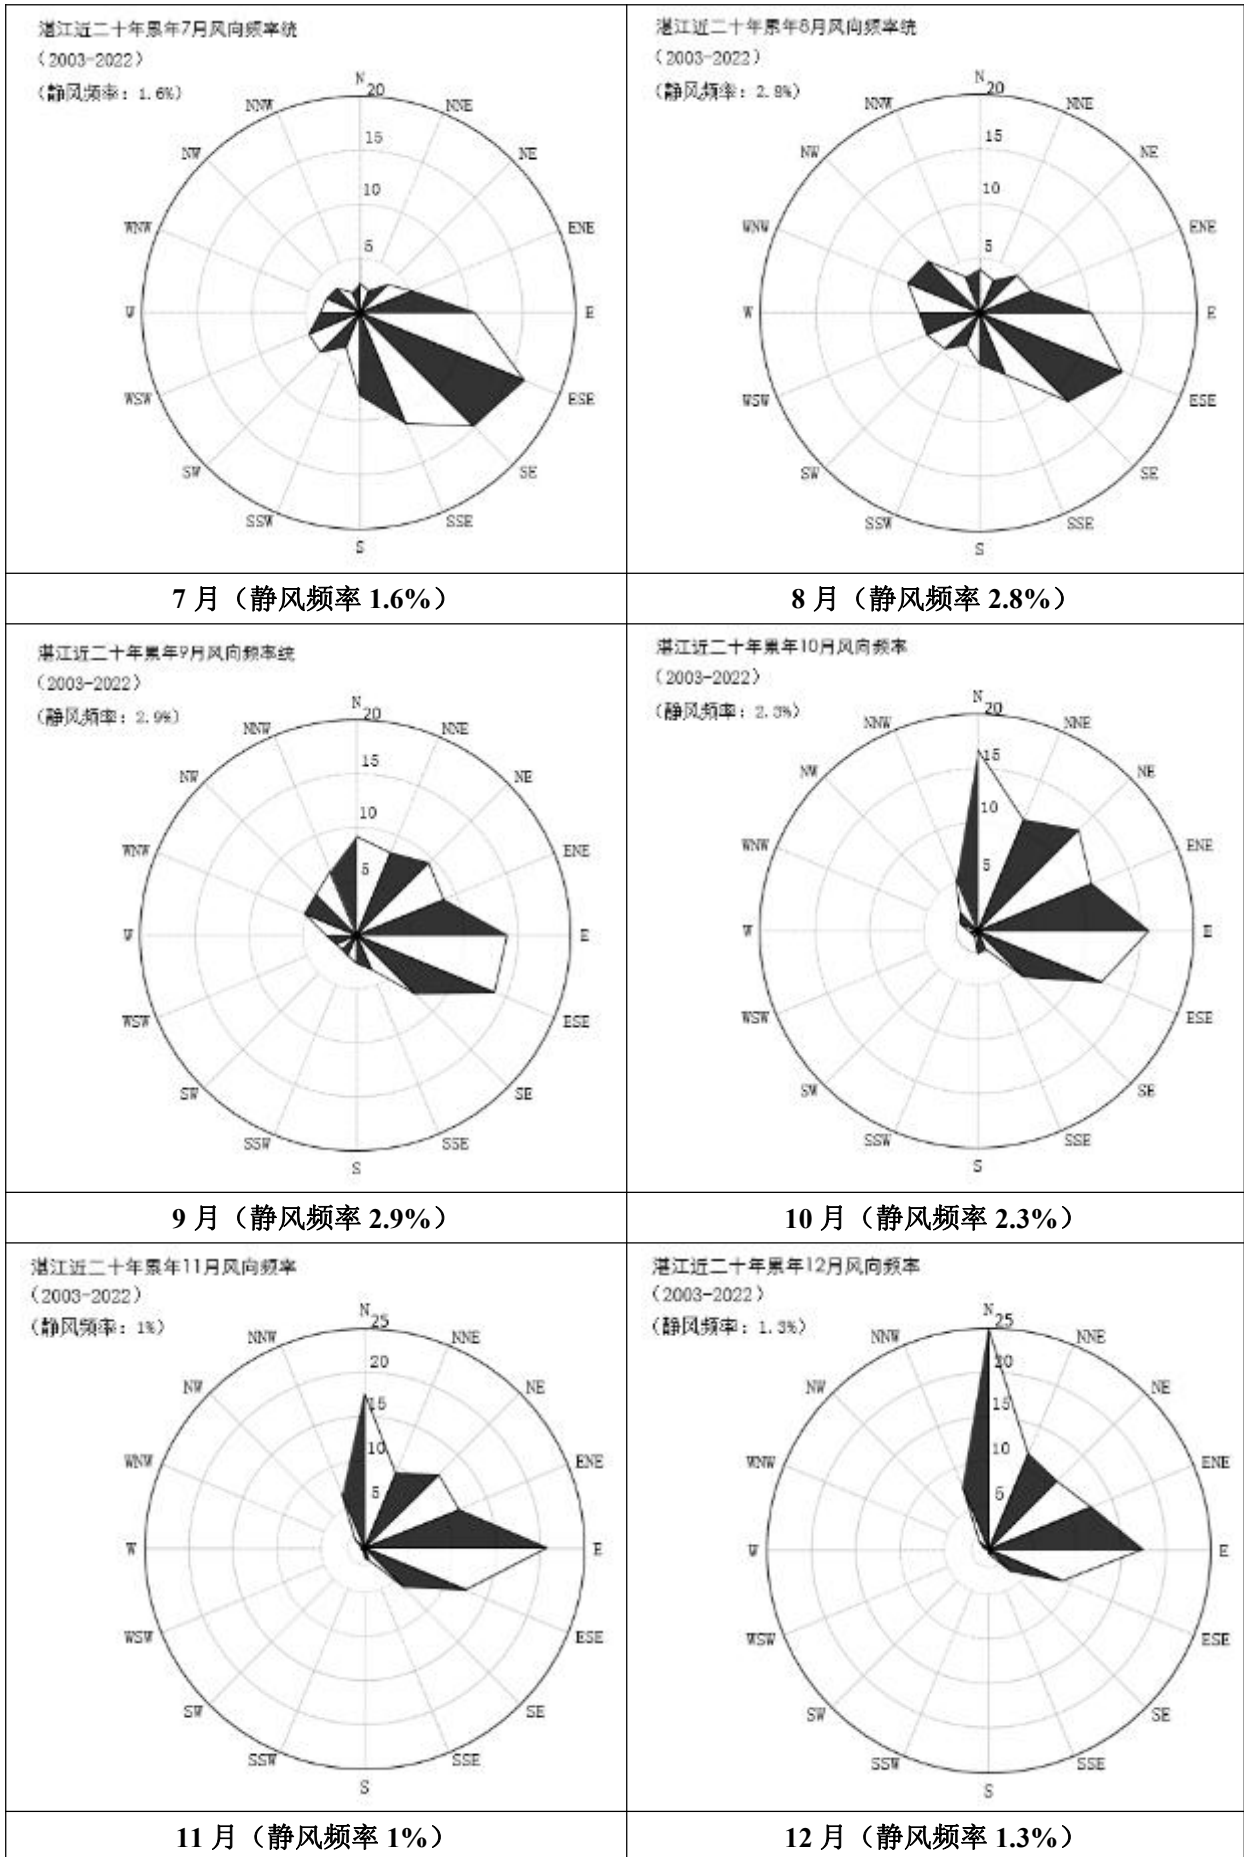 湛江近二十年累年7月风向频率统
（2003-2022）
（静风频率：1.6%）
N
20
NNW
NNE
15
NW
NE
10
WNW
ENE
5
W
E
WSW
ESE
SW
SE
SSW
SSE
S
7 月（静风频率 1.6%）
湛江近二十年累年8月风向频率统
（2003-2022）
（静风频率：2.8%）
N
20
NNW
NNE
15
NW
NE
10
WNW
ENE
5
W
E
WSW
ESE
SW
SE
SSW
SSE
S
8 月（静风频率 2.8%）
湛江近二十年累年9月风向频率统
（2003-2022）
（静风频率：2.9%）
N
20
NNW
NNE
15
NW
NE
10
WNW
ENE
5
W
E
WSW
ESE
SW
SE
SSW
SSE
S
9 月（静风频率 2.9%）
湛江近二十年累年10月风向频率
（2003-2022）
（静风频率：2.3%）
N
20
NNW
NNE
15
NW
NE
10
WNW
ENE
5
W
E
WSW
ESE
SW
SE
SSW
SSE
S
10 月（静风频率 2.3%）
湛江近二十年累年11月风向频率
（2003-2022）
（静风频率：1%）
N
25
NNW
NNE
20
NW
NE
15
10
WNW
ENE
5
W
E
WSW
ESE
SW
SE
SSW
SSE
S
11 月（静风频率 1%）
湛江近二十年累年12月风向频率
（2003-2022）
（静风频率：1.3%）
N
25
NNW
NNE
20
NW
NE
15
10
WNW
ENE
5
W
E
WSW
ESE
SW
SE
SSW
SSE
S
12 月（静风频率 1.3%）